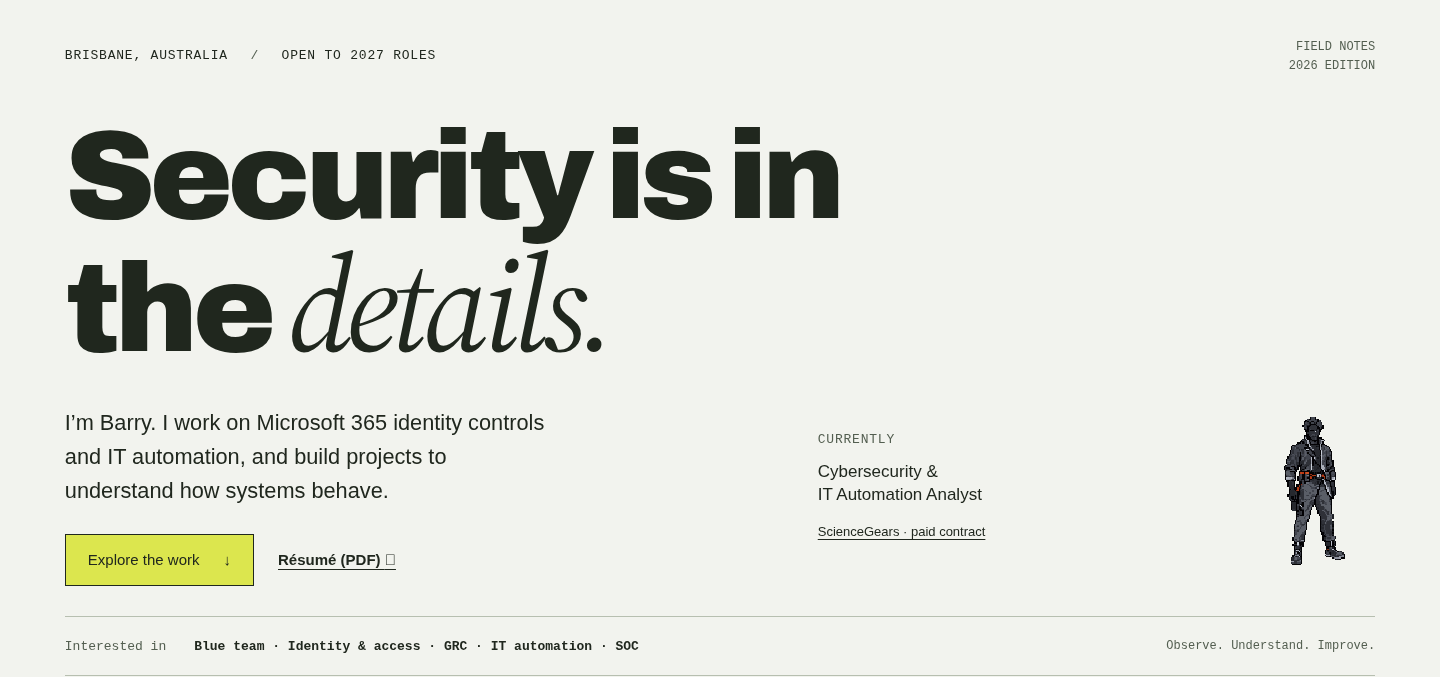 BRISBANE, AUSTRALIA / OPEN TO 2027 ROLES
FIELD NOTES
2026 EDITION
Security is in
the details.
I’m Barry. I work on Microsoft 365 identity controls
and IT automation, and build projects to
understand how systems behave.
Explore the work ↓
Résumé (PDF)
CURRENTLY
Cybersecurity &
IT Automation Analyst
ScienceGears · paid contract
Interested in Blue team · Identity & access · GRC · IT automation · SOC
Observe. Understand. Improve.